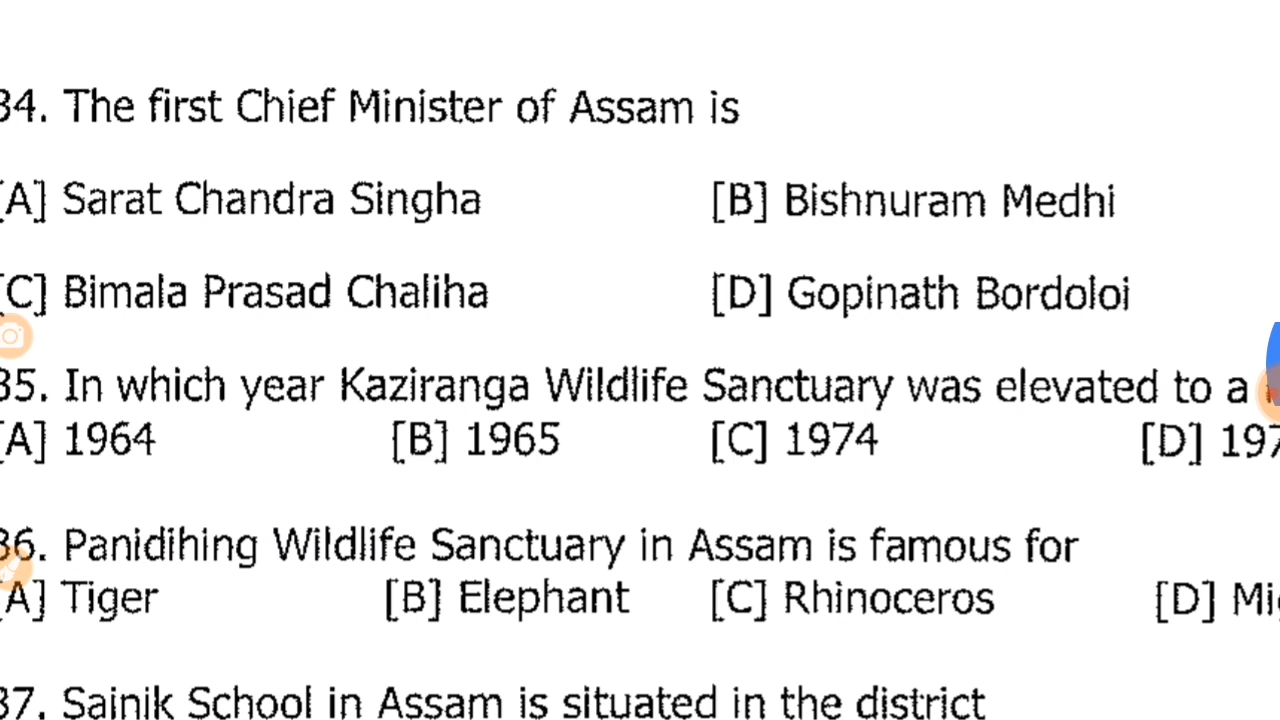 34. The first Chief Minister of Assam is
[A] Sarat Chandra Singha [B] Bishnuram Medhi
[C] Bimala Prasad Chaliha [D] Gopinath Bordoloi
35. In which year Kaziranga Wildlife Sanctuary was elevated to a
[A] 1964 [B] 1965 [C] 1974 [D] 197
36. Panidihing Wildlife Sanctuary in Assam is famous for
[A] Tiger [B] Elephant [C] Rhinoceros [D]
37. Sainik School in Assam is situated in the district